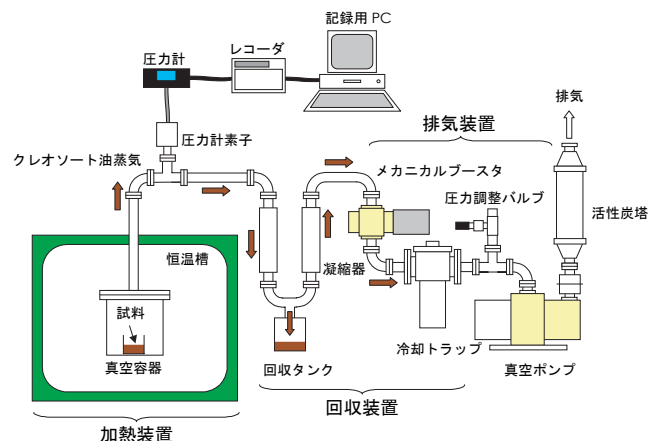 記録用 PC
レコーダ
圧力計
排気
圧力計素子
排気装置
クレオソート油蒸気
メカニカルブースタ
圧力調整バルブ
活性炭塔
恒温槽
凝縮器
試料
真空容器
回収タンク
冷却トラップ
真空ポンプ
回収装置
加熱装置